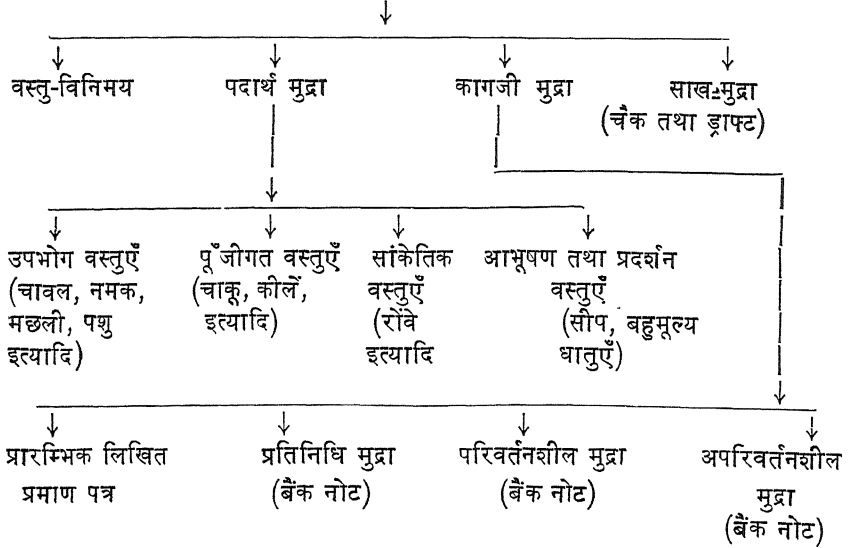 वस्तु-विनिमय पदार्थ मुद्रा कागजी मुद्रा साख-मुद्रा
(चैक तथा ड्राफ्ट)
उपभोग वस्तुएँ पूँजीगत वस्तुएँ सांकेतिक आभूषण तथा प्रदर्शन
(चावल, नमक, (चाकू, कीलें, वस्तुएँ वस्तुएँ
मछली, पशु इत्यादि) (रोंवे (सीप, बहुमूल्य
इत्यादि) इत्यादि धातुएँ)
प्रारम्भिक लिखित प्रतिनिधि मुद्रा परिवर्तनशील मुद्रा अपरिवर्तनशील
प्रमाण पत्र (बैंक नोट) (बैंक नोट) मुद्रा
(बैंक नोट)